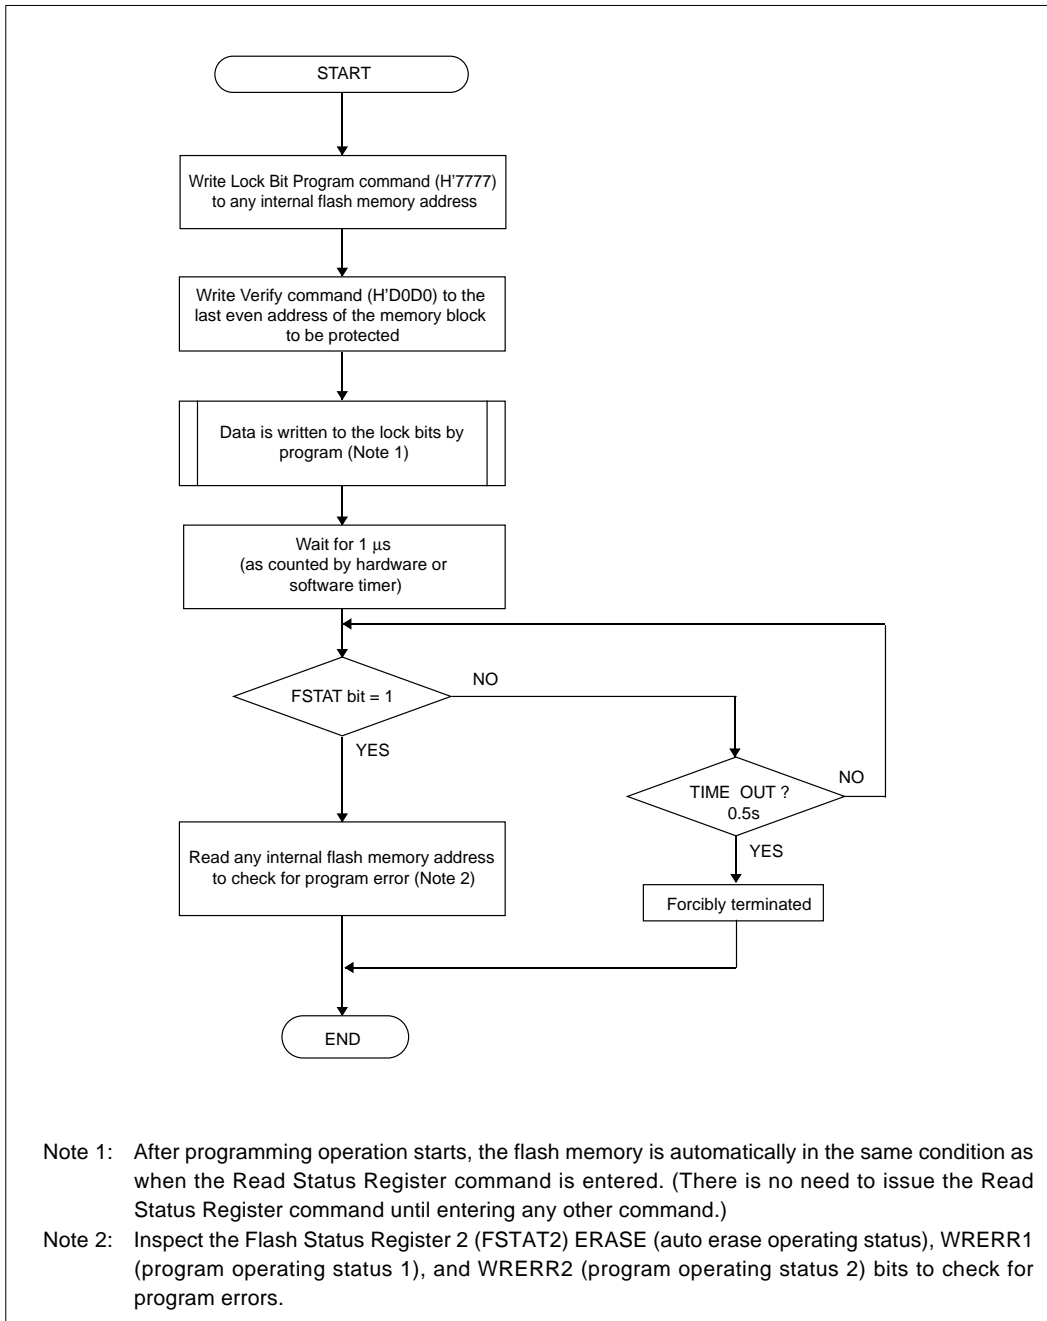 START
Write Lock Bit Program command (H'7777)
to any internal flash memory address
Write Verify command (H'D0D0) to the
last even address of the memory block
to be protected
Data is written to the lock bits by
program (Note 1)
Wait for 1 μs
(as counted by hardware or
software timer)
FSTAT bit = 1
NO
YES
TIME OUT ?
0.5s
NO
YES
Read any internal flash memory address
to check for program error (Note 2)
Forcibly terminated
END
Note 1: After programming operation starts, the flash memory is automatically in the same condition as
when the Read Status Register command is entered. (There is no need to issue the Read
Status Register command until entering any other command.)
Note 2: Inspect the Flash Status Register 2 (FSTAT2) ERASE (auto erase operating status), WRERR1
(program operating status 1), and WRERR2 (program operating status 2) bits to check for
program errors.